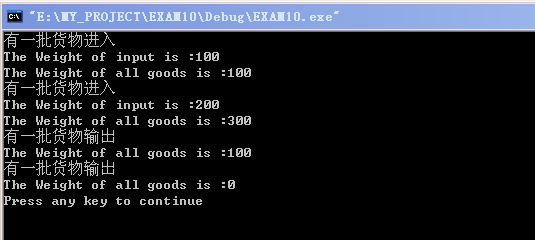 "E:\MY_PROJECT\EXAM10\Debug\EXAM10.exe"
有一批货物进入
The Weight of input is :100
The Weight of all goods is :100
有一批货物进入
The Weight of input is :200
The Weight of all goods is :300
有一批货物输出
The Weight of all goods is :100
有一批货物输出
The Weight of all goods is :0
Press any key to continue